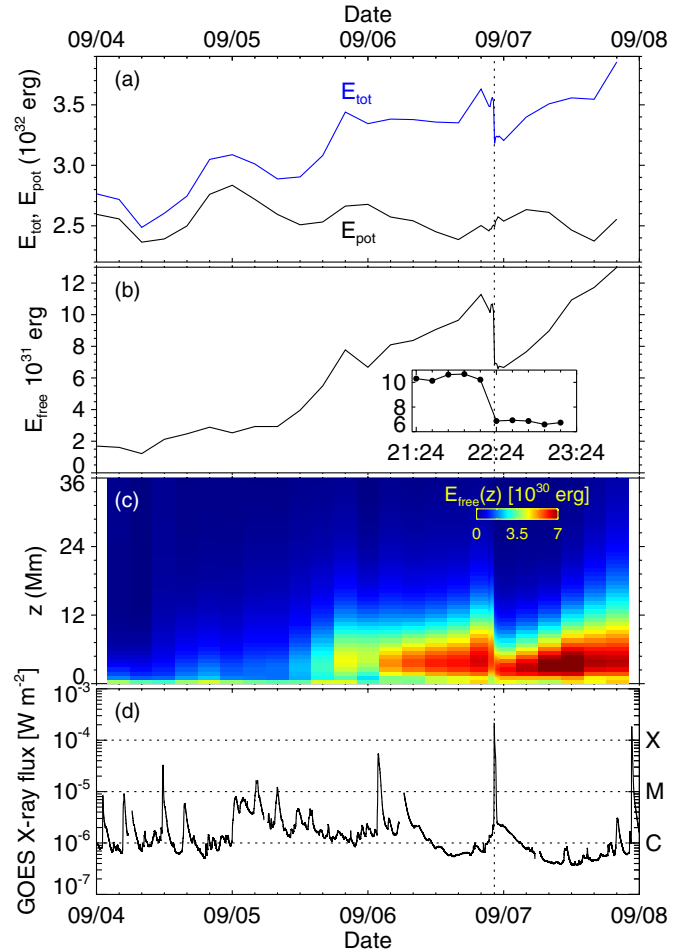 Date
09/04 09/05 09/06 09/07 09/08
(a)
E_tot
3.5
3.0
2.5
E_tot, E_pot (10^32 erg)
E_pot
(b)
12
10
8
6
4
2
0
E_free 10^31 erg
10
8
6
21:24 22:24 23:24
(c)
E_free(z) [10^30 erg]
0 3.5 7
36
24
12
0
z (Mm)
(d)
10^-3
10^-4 X
10^-5 M
10^-6 C
10^-7
GOES X-ray flux [W m^-2]
09/04 09/05 09/06 09/07 09/08
Date